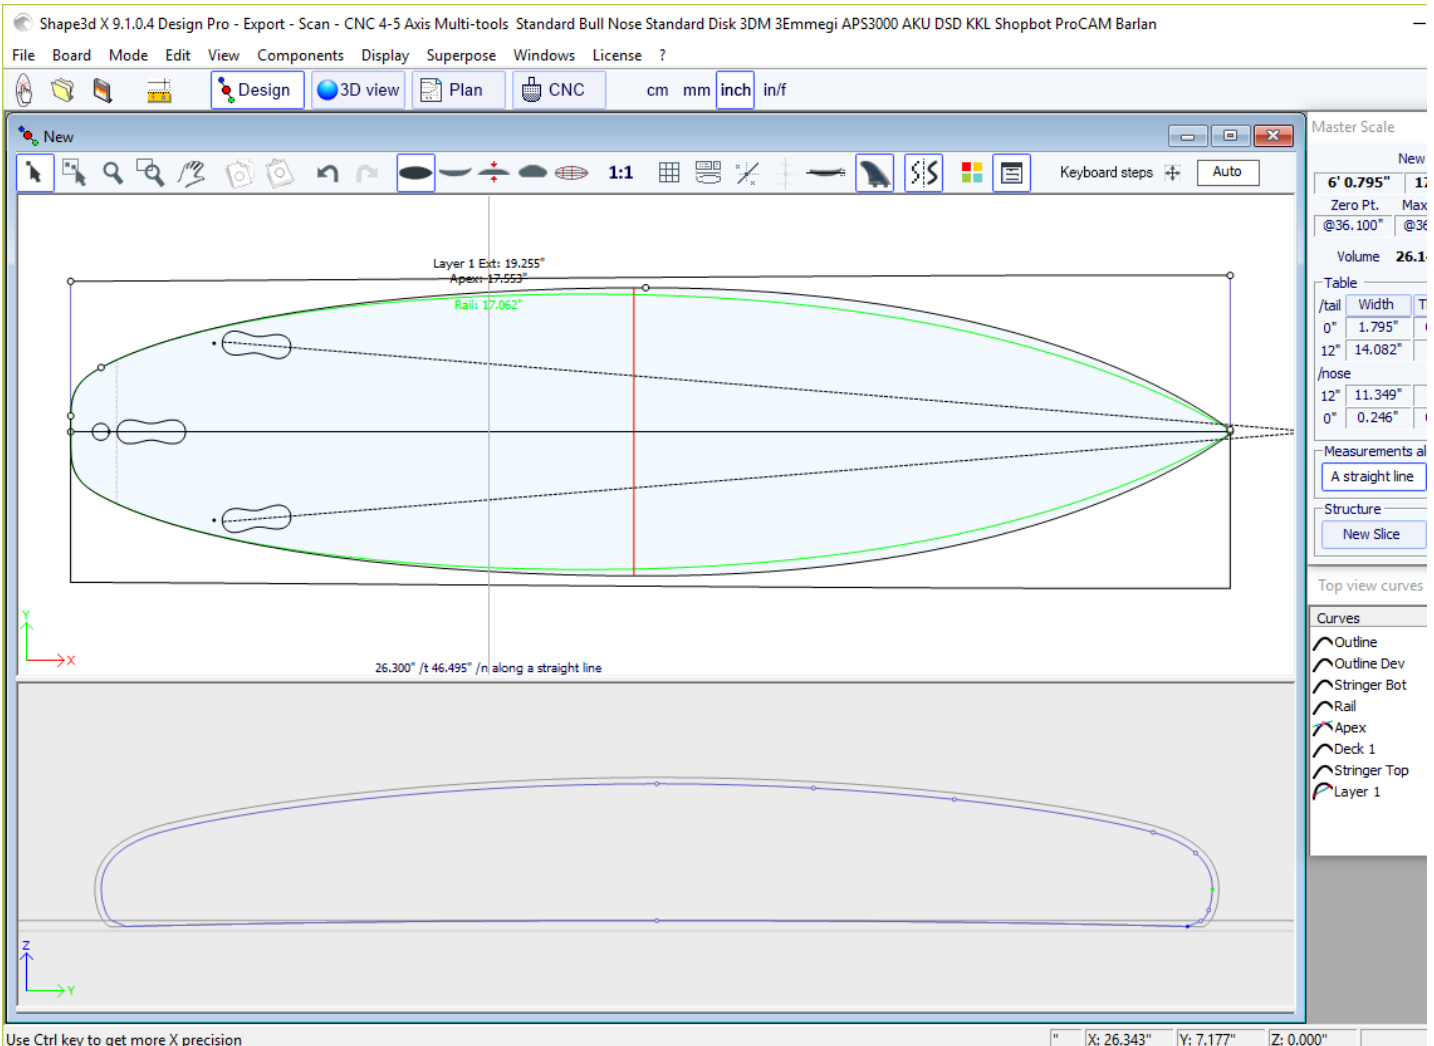 Shape3d X 9.1.0.4 Design Pro - Export - Scan - CNC 4-5 Axis Multi-tools  Standard Bull Nose Standard Disk 3DM 3Emmegi APS3000 AKU DSD KKL Shopbot ProCAM Barlan
File Board Mode Edit View Components Display Superpose Windows License ?
Design 3D view Plan CNC cm mm inch in/f
New
1:1 Keyboard steps Auto
Layer 1 Ext: 19.255"
Apex: 17.553"
Rail: 17.062"
Y
X
26.300" /t 46.495" /n along a straight line
Z
Y
Master Scale
New
6' 0.795" 17
Zero Pt. Max
@36.100" @36
Volume 26.1
Table
/tail Width T
0" 1.795"
12" 14.082"
/nose
12" 11.349"
0" 0.246"
Measurements al
A straight line
Structure
New Slice
Top view curves
Curves
Outline
Outline Dev
Stringer Bot
Rail
Apex
Deck 1
Stringer Top
Layer 1
Use Ctrl key to get more X precision " X: 26.343" Y: 7.177" Z: 0.000"